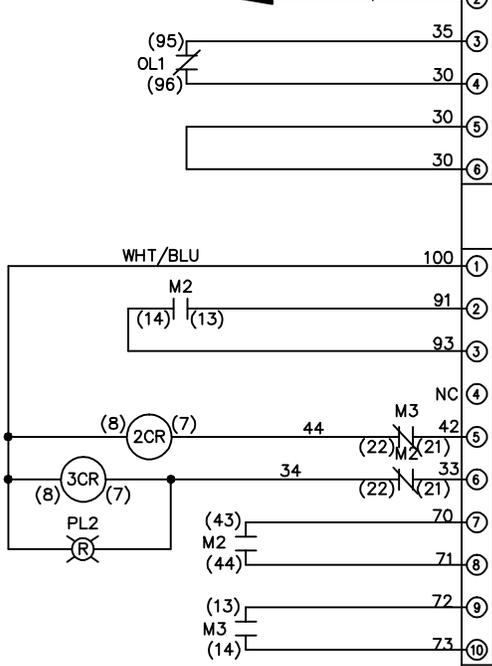 2
(95) 35 3
OL1
(96) 30 4
30 5
30 6
WHT/BLU 100 1
M2
91 2
(14) (13)
93 3
NC 4
M3
(8) 2CR (7) 44 42 5
(22) (21)
M2
3CR 34 33 6
(8) (7) (22) (21)
PL2
(43) 70 7
M2
R
(44) 71 8
(13) 72 9
M3
(14) 73 10